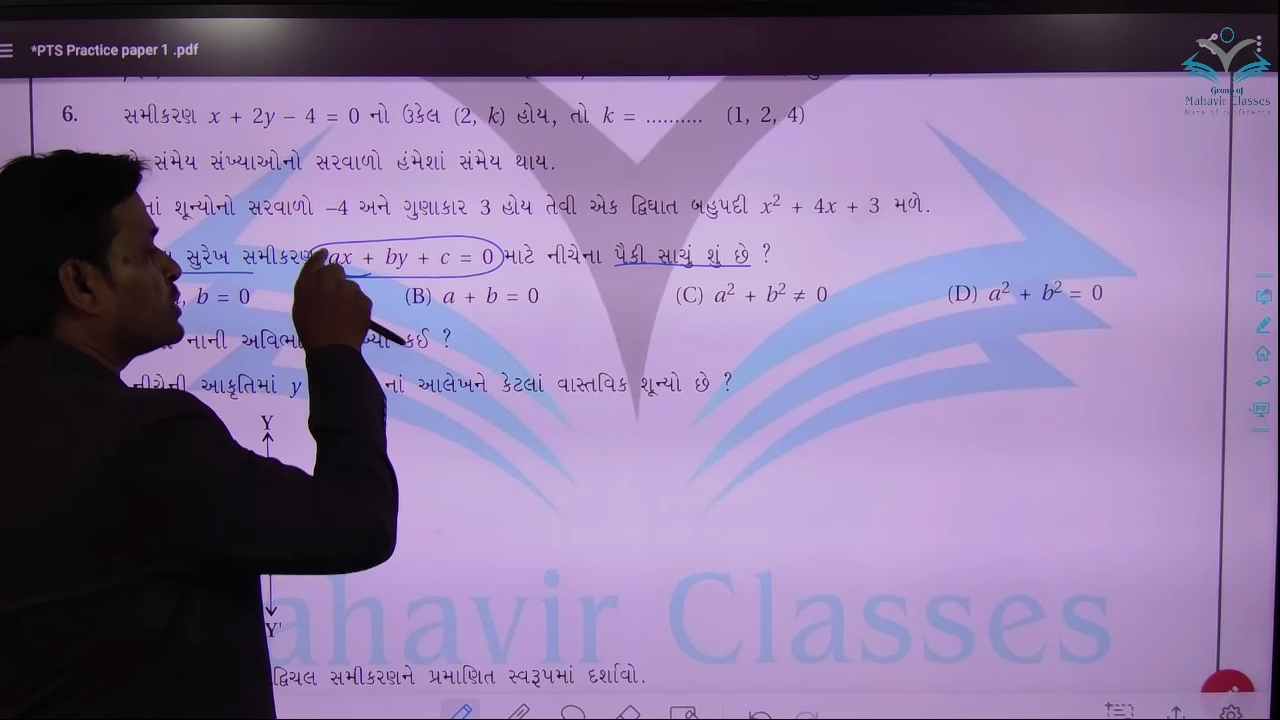 *PTS Practice paper 1 .pdf
Group of
Mahavir Classes
6. સમીકરણ x + 2y − 4 = 0 નો ઉકેલ (2, k) હોય, તો k = .......... (1, 2, 4)
સંમેય સંખ્યાઓનો સરવાળો હંમેશાં સંમેય થાય.
શૂન્યોનો સરવાળો −4 અને ગુણાકાર 3 હોય તેવી એક દ્વિઘાત બહુપદી x² + 4x + 3 મળે.
સુરેખ સમીકરણ ax + by + c = 0 માટે નીચેના પૈકી સાચું શું છે ?
b = 0 (B) a + b = 0 (C) a² + b² ≠ 0 (D) a² + b² = 0
નાની કઈ ?
નીચેની આકૃતિમાં y આલેખને કેટલાં વાસ્તવિક શૂન્યો છે ?
Y
Y'
Mahavir Classes
દ્વિચલ સમીકરણને પ્રમાણિત સ્વરૂપમાં દર્શાવો.